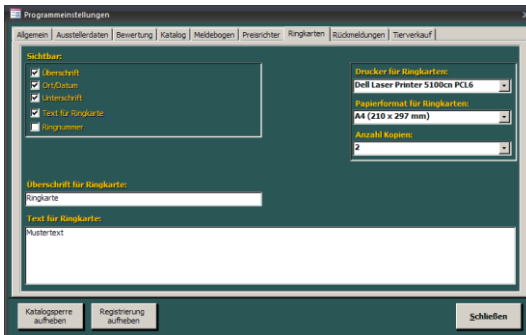 Programmeinstellungen
Allgemein Ausstellerdaten Bewertung Katalog Meldebogen Preisrichter Ringkarten Rückmeldungen Tierverkauf
Sichtbar:
Überschrift
Ort/Datum
Unterschrift
Text für Ringkarte
Ringnummer
Drucker für Ringkarten:
Dell Laser Printer 5100cn PCL6
Papierformat für Ringkarten:
A4 (210 x 297 mm)
Anzahl Kopien:
2
Überschrift für Ringkarte:
Ringkarte
Text für Ringkarte:
Mustertext
Katalogsperre
aufheben
Registrierung
aufheben
Schließen